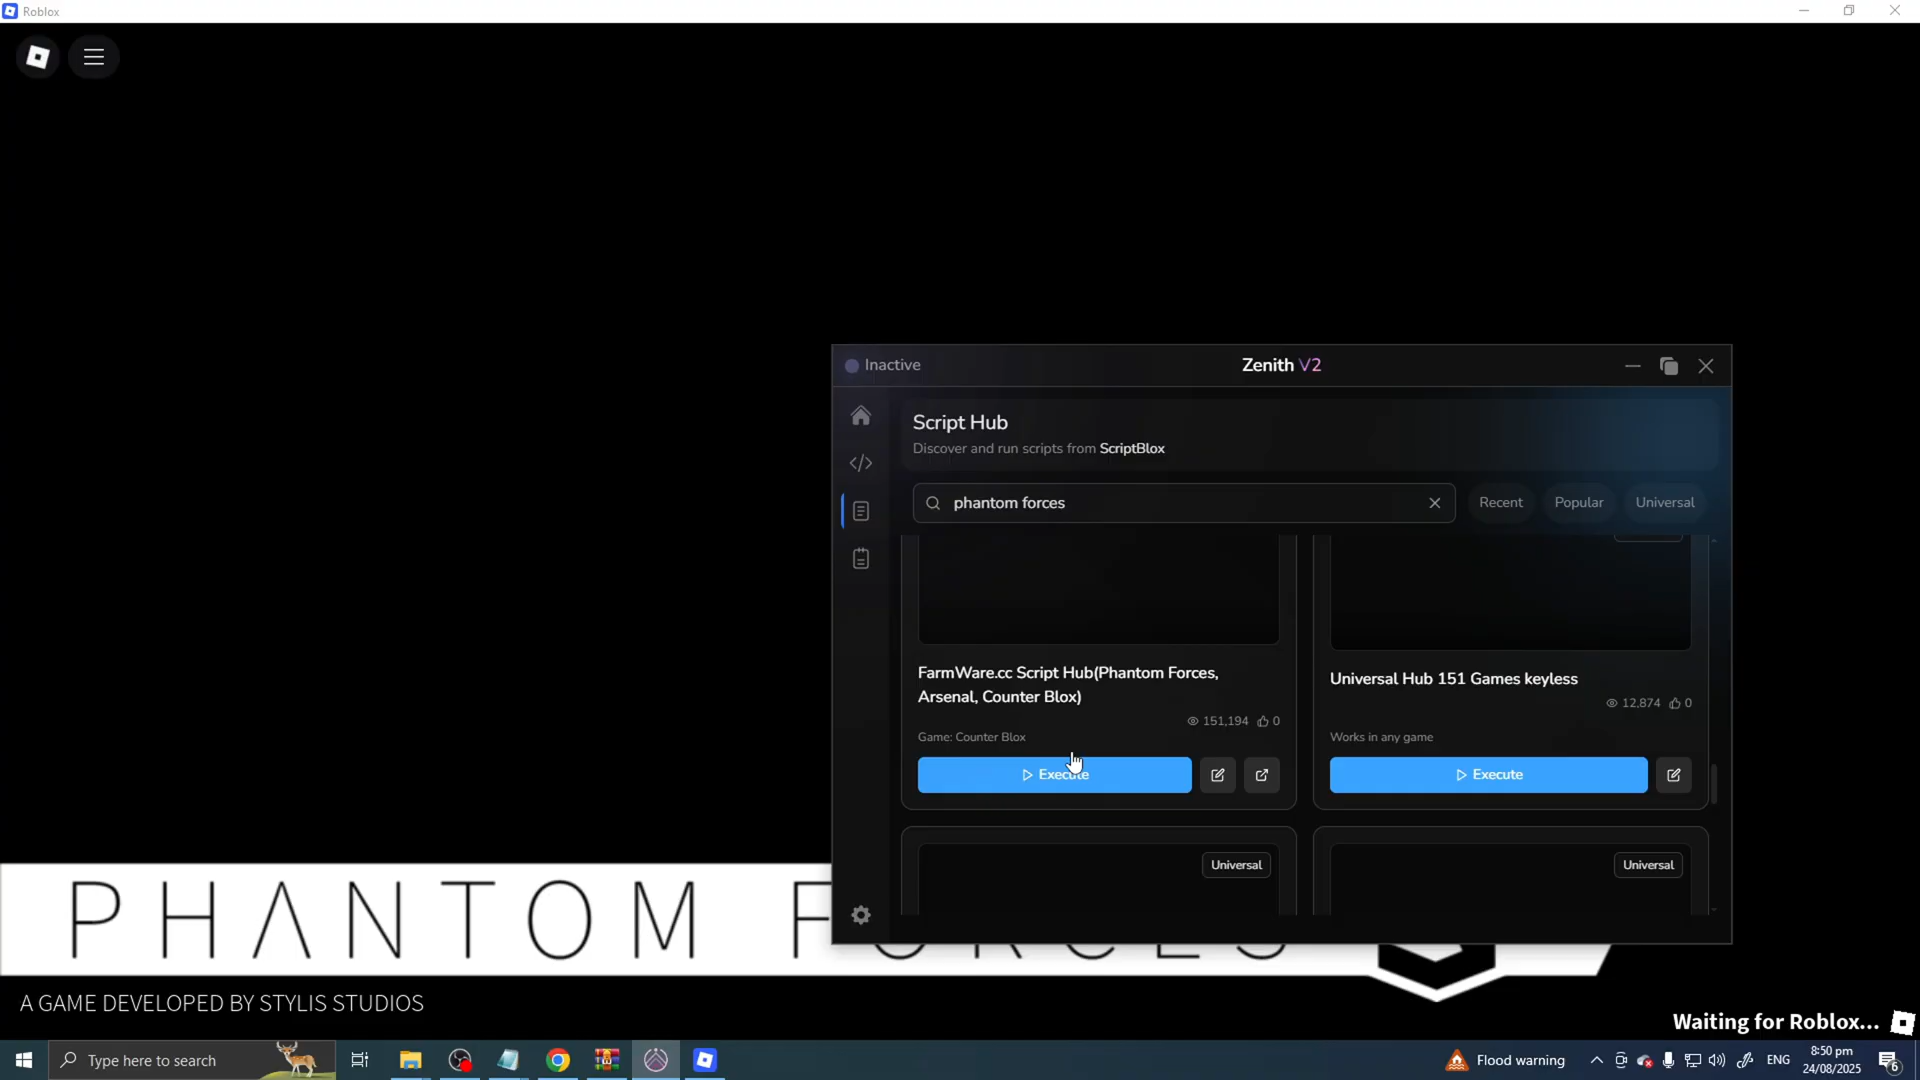 Roblox
Inactive
Zenith V2
Script Hub
Discover and run scripts from ScriptBlox
phantom forces
Recent
Popular
Universal
FarmWare.cc Script Hub(Phantom Forces,
Arsenal, Counter Blox)
151,194
0
Game: Counter Blox
Execute
Universal Hub 151 Games keyless
12,874
0
Works in any game
Execute
Universal
Universal
PHANTOM FORCES
A GAME DEVELOPED BY STYLIS STUDIOS
Waiting for Roblox...
Type here to search
Flood warning
ENG
8:50 pm
24/08/2025
6